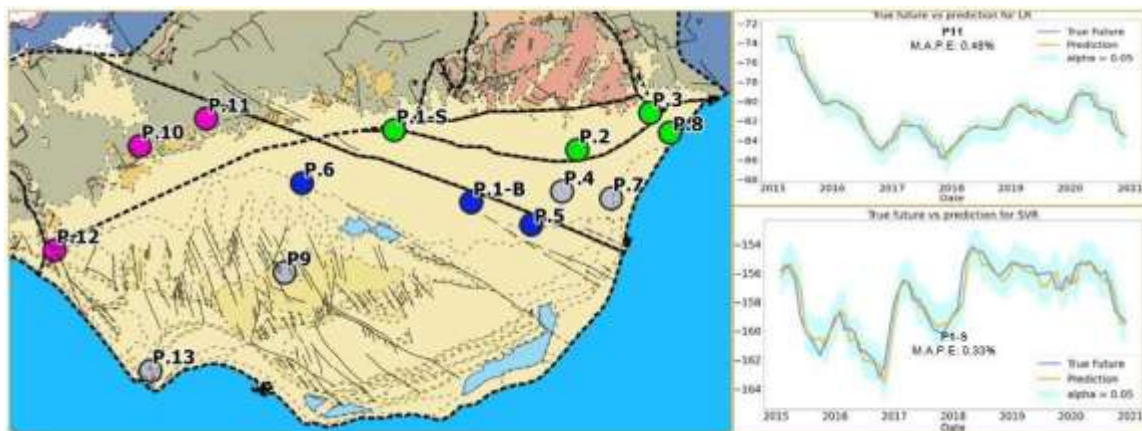 P.11
P.10
P.1-S
P.3
P.8
P.2
P.6
P.4
P.7
P.1-B
P.5
P.12
P9
P.13
True future vs prediction for LR
P11
M.A.P.E: 0.48%
True Future
Prediction
alpha = 0.05
−72
−74
−76
−78
−80
−82
−84
−86
−88
2015 2016 2017 2018 2019 2020 2021
Date
True future vs prediction for SVR
−154
−156
−158
−160
−162
−164
P1-S
M.A.P.E: 0.33%
True Future
Prediction
alpha = 0.05
2015 2016 2017 2018 2019 2020 2021
Date